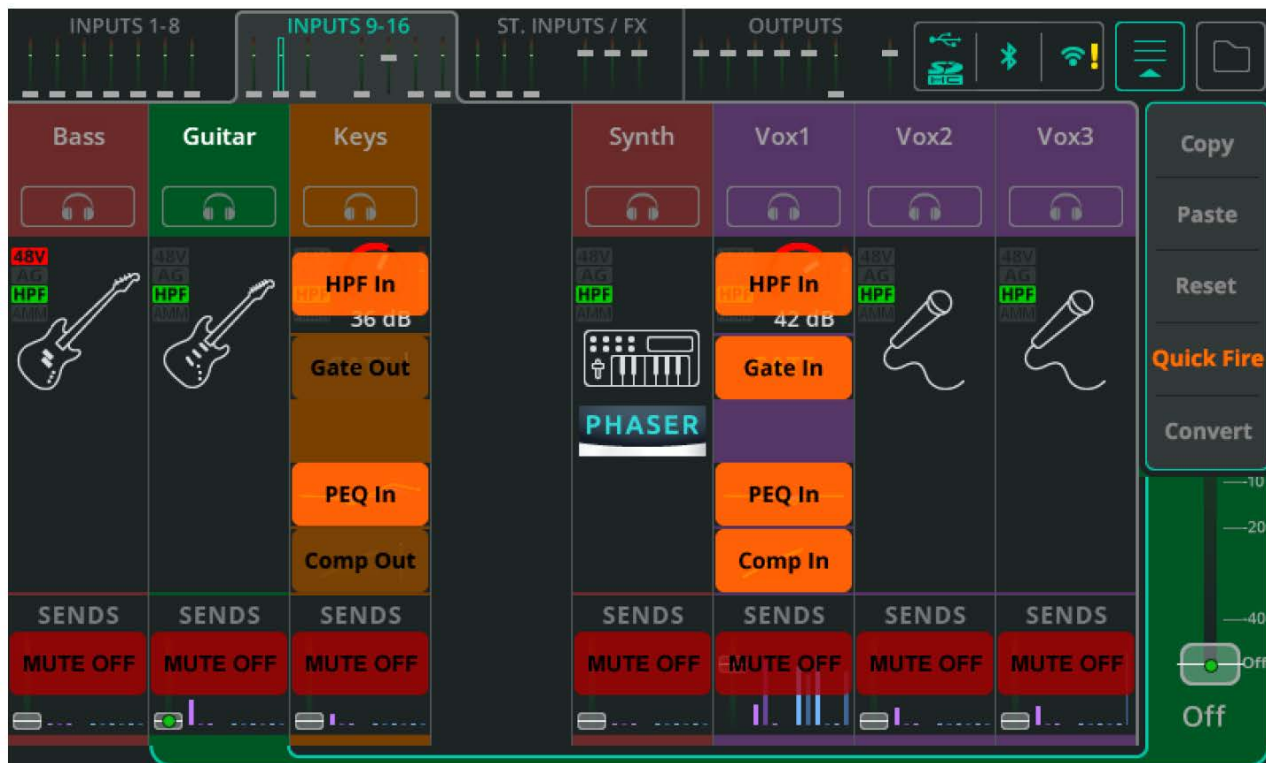 INPUTS 1-8
INPUTS 9-16
ST. INPUTS / FX
OUTPUTS
Bass
Guitar
Keys
Synth
Vox1
Vox2
Vox3
48V
AG
HPF
AMM
48V
AG
HPF
AMM
HPF In
36 dB
Gate Out
PEQ In
Comp Out
48V
AG
HPF
AMM
PHASER
HPF In
42 dB
Gate In
PEQ In
Comp In
48V
AG
HPF
AMM
48V
AG
HPF
AMM
SENDS
SENDS
SENDS
SENDS
SENDS
SENDS
SENDS
MUTE OFF
MUTE OFF
MUTE OFF
MUTE OFF
MUTE OFF
MUTE OFF
MUTE OFF
Copy
Paste
Reset
Quick Fire
Convert
-10
-20
-40
Off
Off